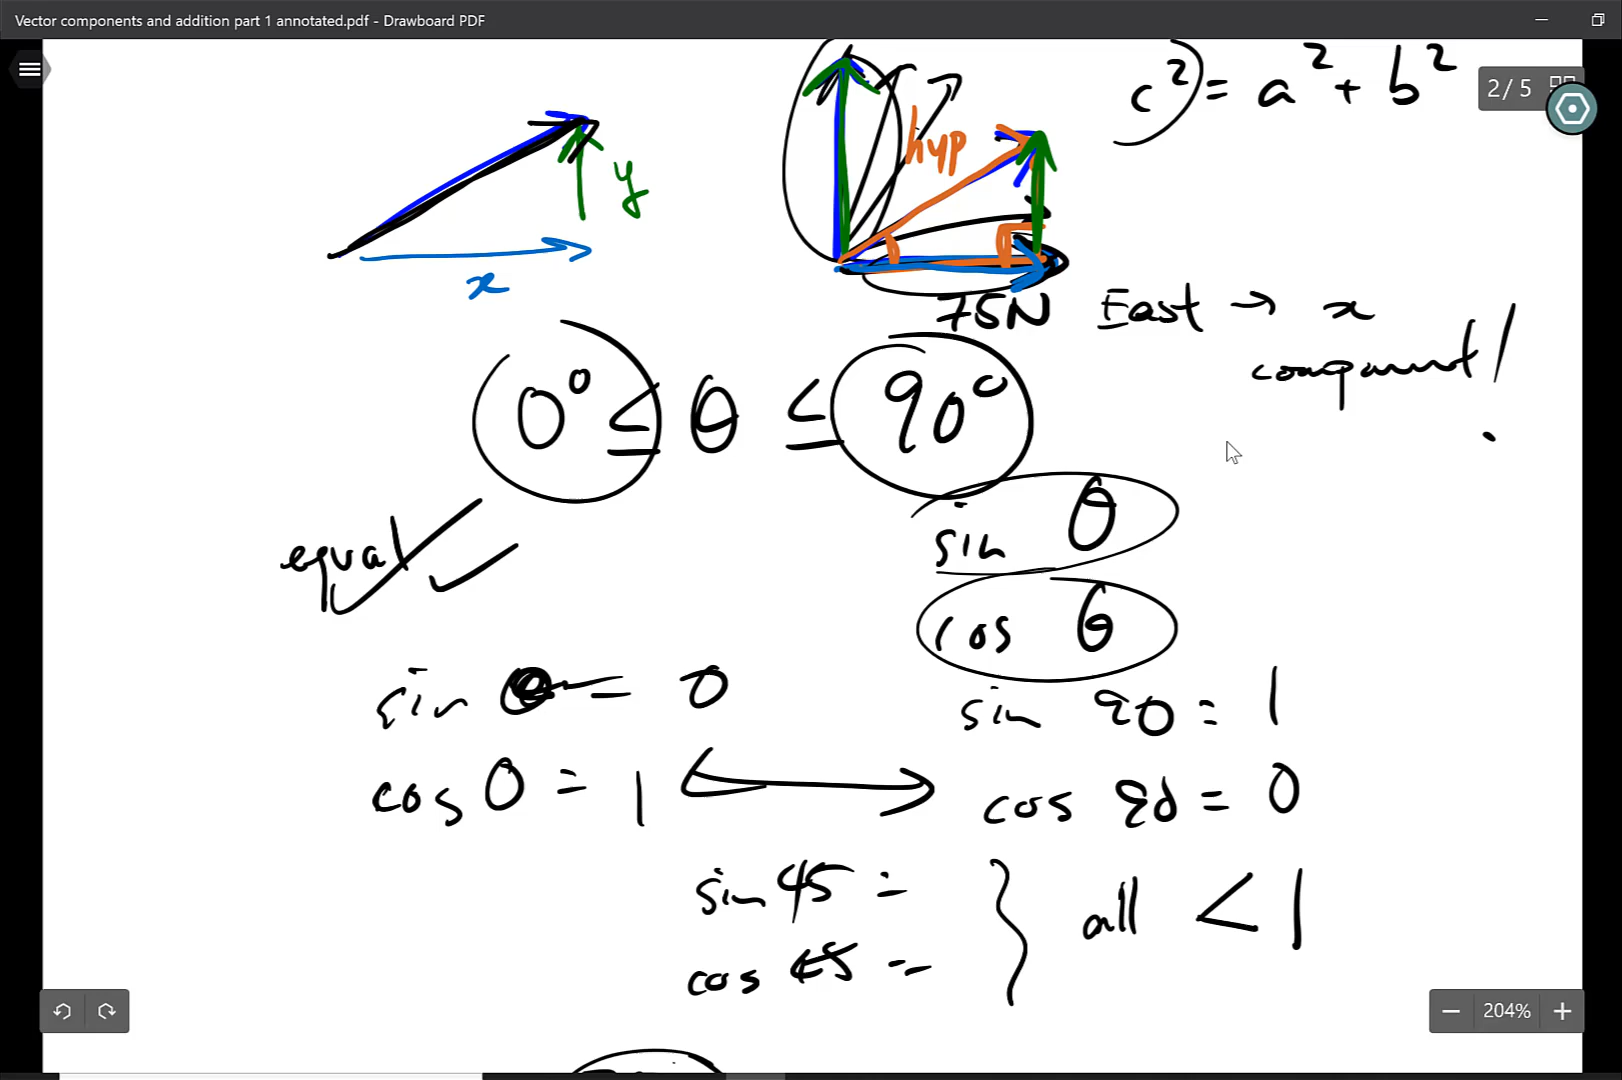 Vector components and addition part 1 annotated.pdf - Drawboard PDF
c² = a² + b²
2 / 5
hyp
y
x
75N East → x
component!
0° ≤ θ ≤ 90°
sin θ
equal
cos θ
sin 0 = 0
sin 90 = 1
cos 0 = 1
cos 90 = 0
sin 45 =
all < 1
cos 45 =
204%